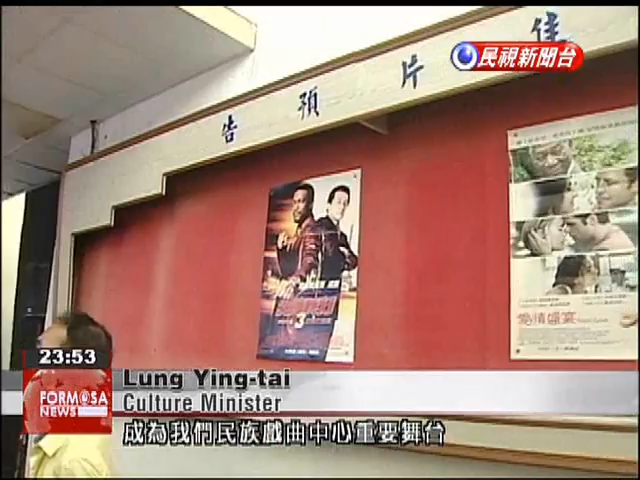 民視新聞台
佳片預告
3
愛情盛宴
23:53
FORMOSA
NEWS
Lung Ying-tai
Culture Minister
成為我們民族戲曲中心重要舞台